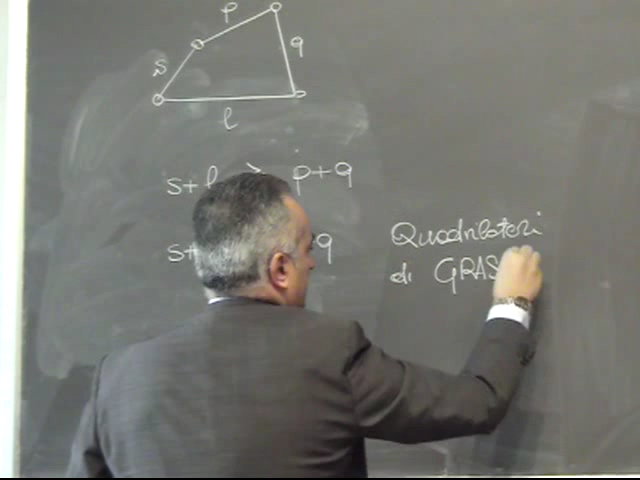 p
s
q
l
s+l > p+q
s+ q
Quadrilateri
di GRAS